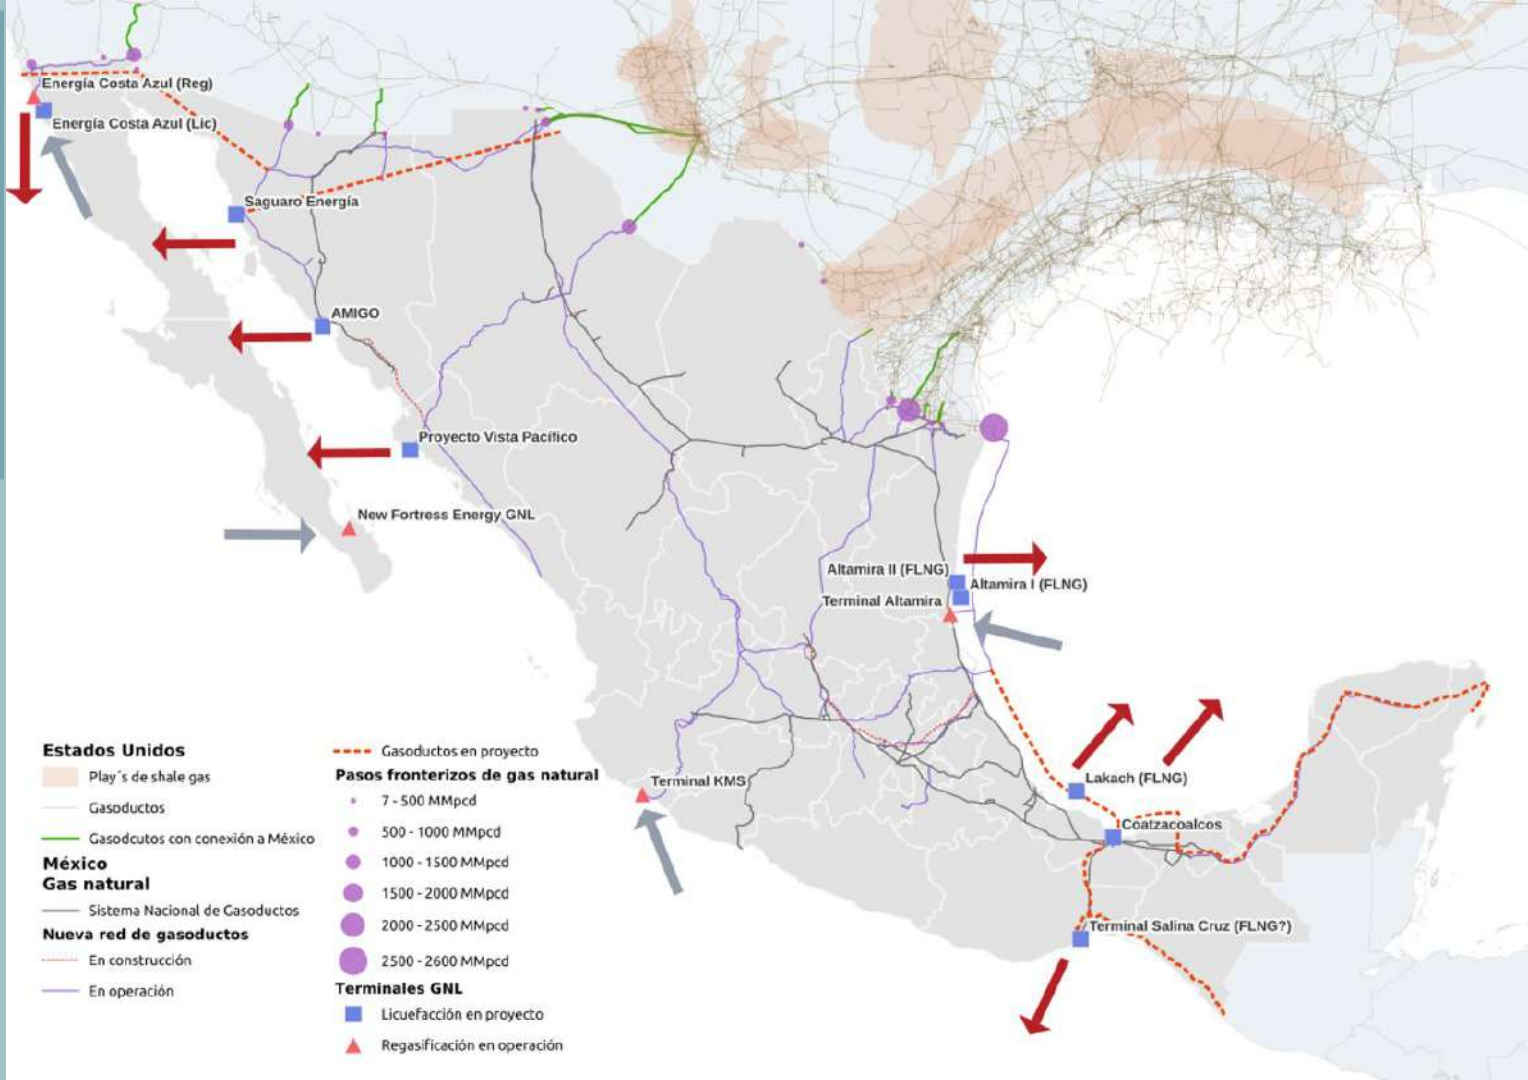 Energía Costa Azul (Reg)
Energía Costa Azul (Lic)
Saguaro Energía
AMIGO
Proyecto Vista Pacífico
New Fortress Energy GNL
Altamira II (FLNG)
Altamira I (FLNG)
Terminal Altamira
Terminal KMS
Lakach (FLNG)
Coatzacoalcos
Terminal Salina Cruz (FLNG?)
Estados Unidos
Play´s de shale gas
Gasoductos
Gasodcutos con conexión a México
México
Gas natural
Sistema Nacional de Gasoductos
Nueva red de gasoductos
En construcción
En operación
Gasoductos en proyecto
Pasos fronterizos de gas natural
7 - 500 MMpcd
500 - 1000 MMpcd
1000 - 1500 MMpcd
1500 - 2000 MMpcd
2000 - 2500 MMpcd
2500 - 2600 MMpcd
Terminales GNL
Licuefacción en proyecto
Regasificación en operación